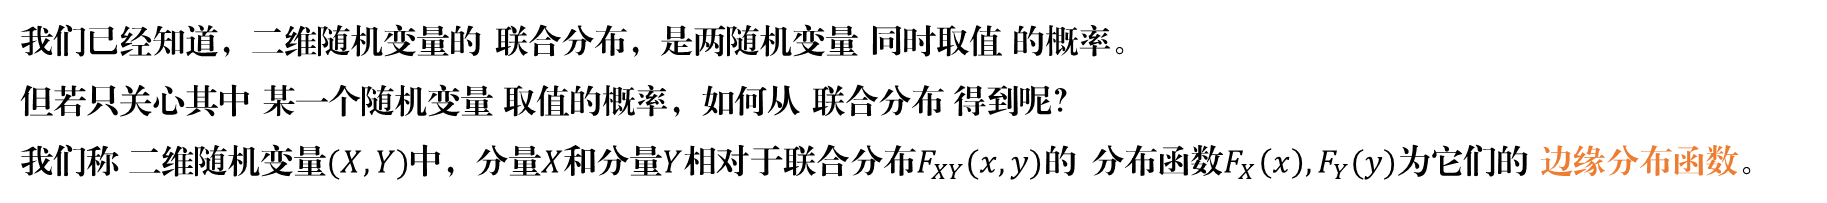 我们已经知道，二维随机变量的 联合分布，是两随机变量 同时取值 的概率。
但若只关心其中 某一个随机变量 取值的概率，如何从 联合分布 得到呢？
我们称 二维随机变量(X, Y)中，分量X和分量Y相对于联合分布F_{XY}(x, y)的 分布函数F_X(x), F_Y(y)为它们的 边缘分布函数。